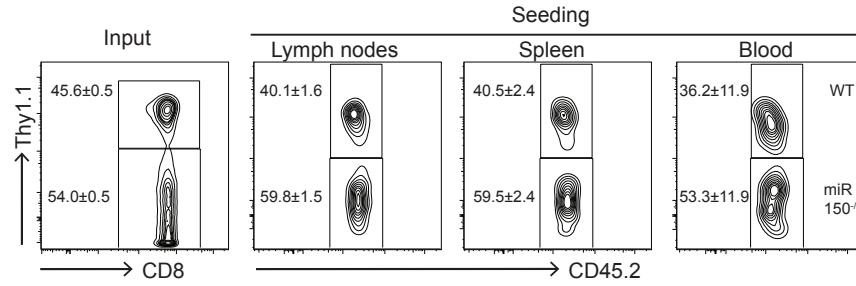 Seeding
Input
Lymph nodes
Spleen
Blood
45.6±0.5
40.1±1.6
40.5±2.4
36.2±11.9
WT
Thy1.1
54.0±0.5
59.8±1.5
59.5±2.4
53.3±11.9
miR
150-/
CD8
CD45.2